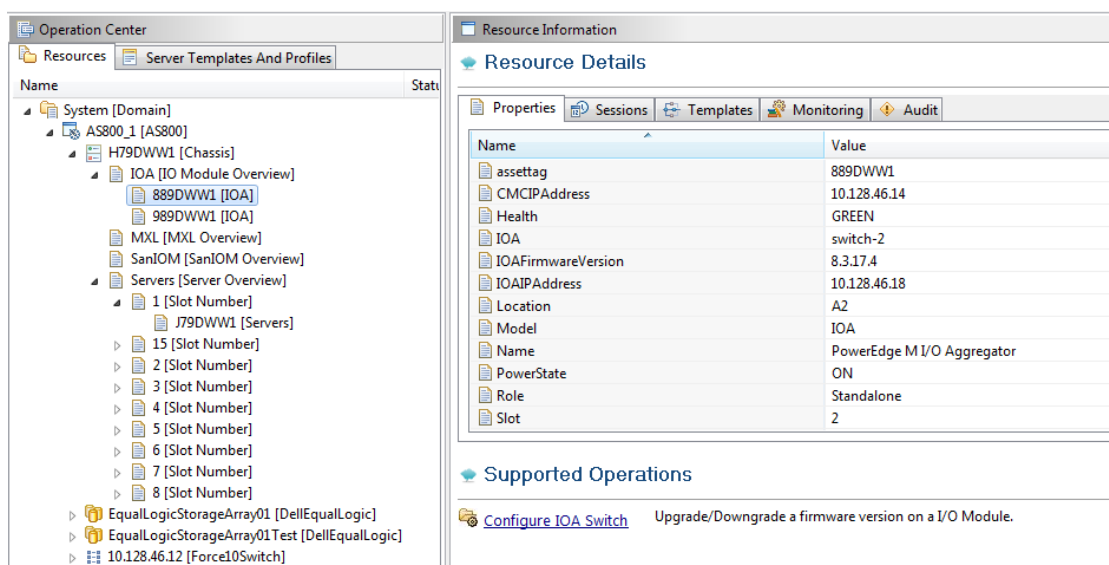 Operation Center
Resources
Server Templates And Profiles
Name
Statu
System [Domain]
AS800_1 [AS800]
H79DWW1 [Chassis]
IOA [IO Module Overview]
889DWW1 [IOA]
989DWW1 [IOA]
MXL [MXL Overview]
SanIOM [SanIOM Overview]
Servers [Server Overview]
1 [Slot Number]
J79DWW1 [Servers]
15 [Slot Number]
2 [Slot Number]
3 [Slot Number]
4 [Slot Number]
5 [Slot Number]
6 [Slot Number]
7 [Slot Number]
8 [Slot Number]
EqualLogicStorageArray01 [DellEqualLogic]
EqualLogicStorageArray01Test [DellEqualLogic]
10.128.46.12 [Force10Switch]
Resource Information
Resource Details
Properties
Sessions
Templates
Monitoring
Audit
Name Value
assettag 889DWW1
CMCIPAddress 10.128.46.14
Health GREEN
IOA switch-2
IOAFirmwareVersion 8.3.17.4
IOAIPAddress 10.128.46.18
Location A2
Model IOA
Name PowerEdge M I/O Aggregator
PowerState ON
Role Standalone
Slot 2
Supported Operations
Configure IOA Switch Upgrade/Downgrade a firmware version on a I/O Module.